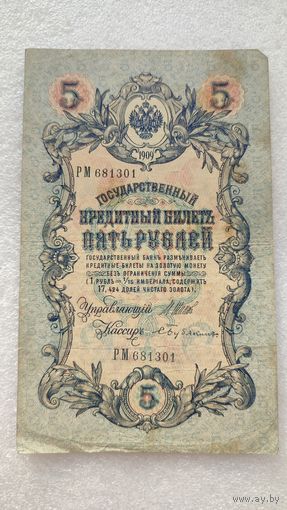 5 5
1909
РМ 681301
ГОСУДАРСТВЕННЫЙ
КРЕДИТНЫЙ БИЛЕТЪ
ПЯТЬ РУБЛЕЙ
ГОСУДАРСТВЕННЫЙ БАНКЪ РАЗМѢНИВАЕТЪ
КРЕДИТНЫЕ БИЛЕТЫ НА ЗОЛОТУЮ МОНЕТУ
БЕЗЪ ОГРАНИЧЕНІЯ СУММЫ
(1 РУБЛЬ = 1/15 ИМПЕРІАЛА, СОДЕРЖИТЪ
17,424 ДОЛЕЙ ЧИСТАГО ЗОЛОТА).
Управляющій
Кассиръ
РМ 681301
5
www.ay.by